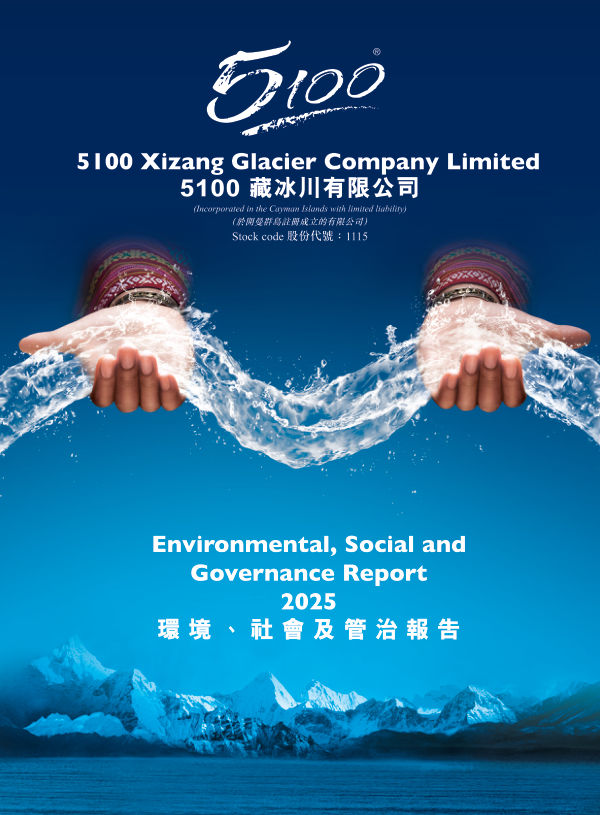 5100®
5100 Xizang Glacier Company Limited
5100 藏冰川有限公司
(Incorporated in the Cayman Islands with limited liability)
（於開曼群島註冊成立的有限公司）
Stock code 股份代號：1115
Environmental, Social and
Governance Report
2025
環境、社會及管治報告